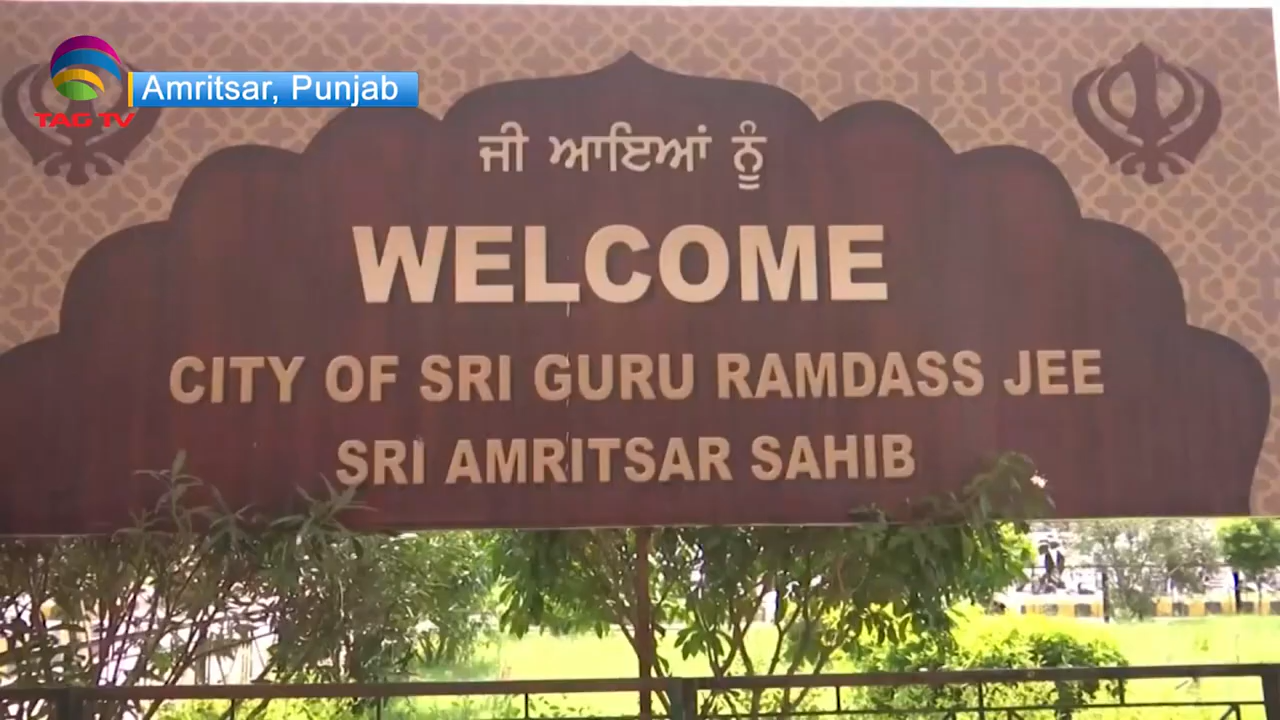 TAG TV
Amritsar, Punjab
ਜੀ ਆਇਆਂ ਨੂੰ
WELCOME
CITY OF SRI GURU RAMDASS JEE
SRI AMRITSAR SAHIB